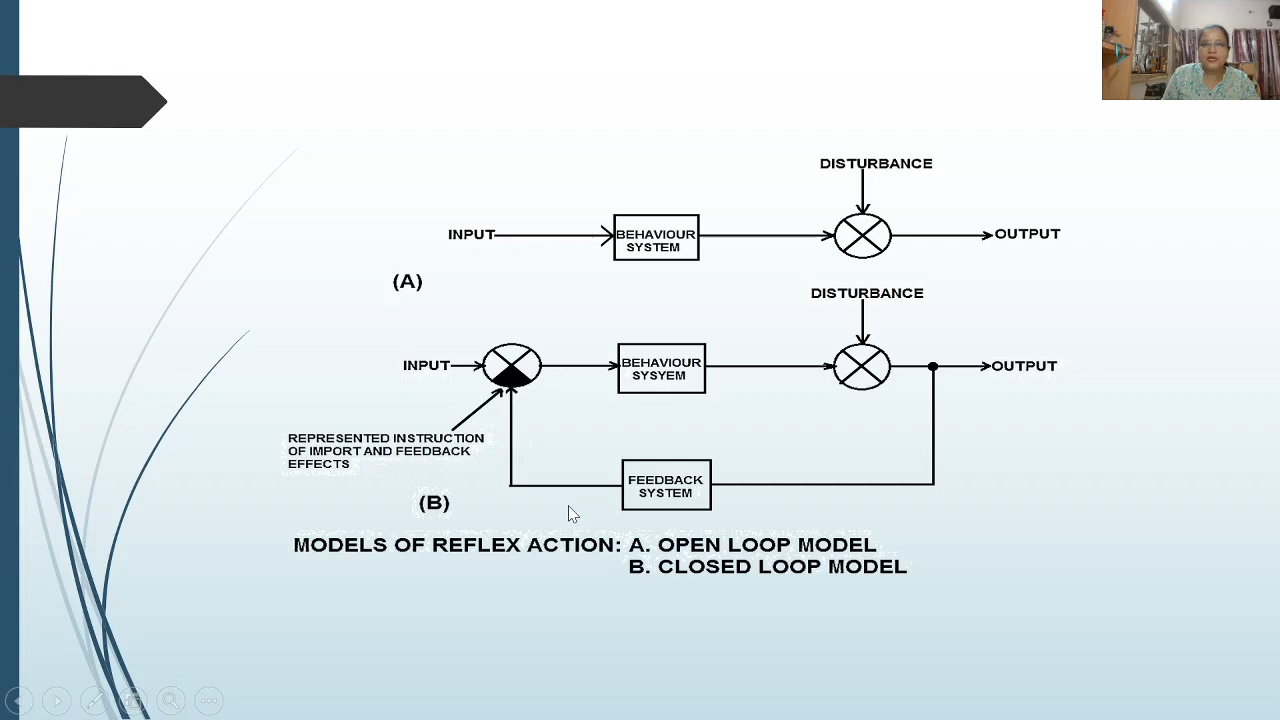 DISTURBANCE
INPUT
BEHAVIOUR
SYSTEM
OUTPUT
(A)
DISTURBANCE
INPUT
BEHAVIOUR
SYSYEM
OUTPUT
REPRESENTED INSTRUCTION
OF IMPORT AND FEEDBACK
EFFECTS
FEEDBACK
SYSTEM
(B)
MODELS OF REFLEX ACTION: A. OPEN LOOP MODEL
B. CLOSED LOOP MODEL